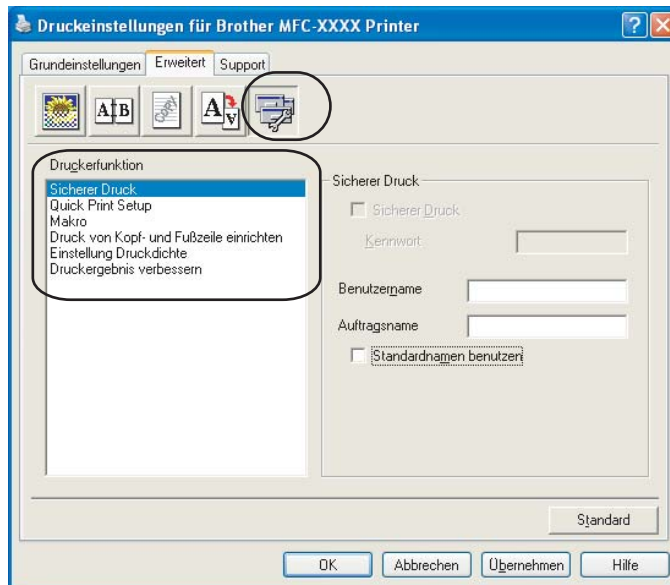 Druckeinstellungen für Brother MFC-XXXX Printer
Grundeinstellungen Erweitert Support
A B
A A
Druckerfunktion
Sicherer Druck
Quick Print Setup
Makro
Druck von Kopf- und Fußzeile einrichten
Einstellung Druckdichte
Druckergebnis verbessern
Sicherer Druck
Sicherer Druck
Kennwort
Benutzername
Auftragsname
Standardnamen benutzen
Standard
OK Abbrechen Übernehmen Hilfe